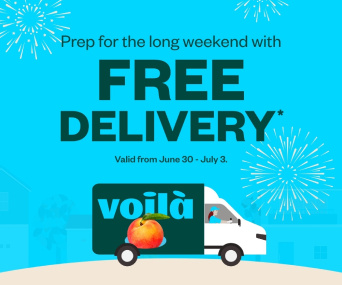 Prep for the long weekend with
FREE
DELIVERY*
Valid from June 30 - July 3.
voilà